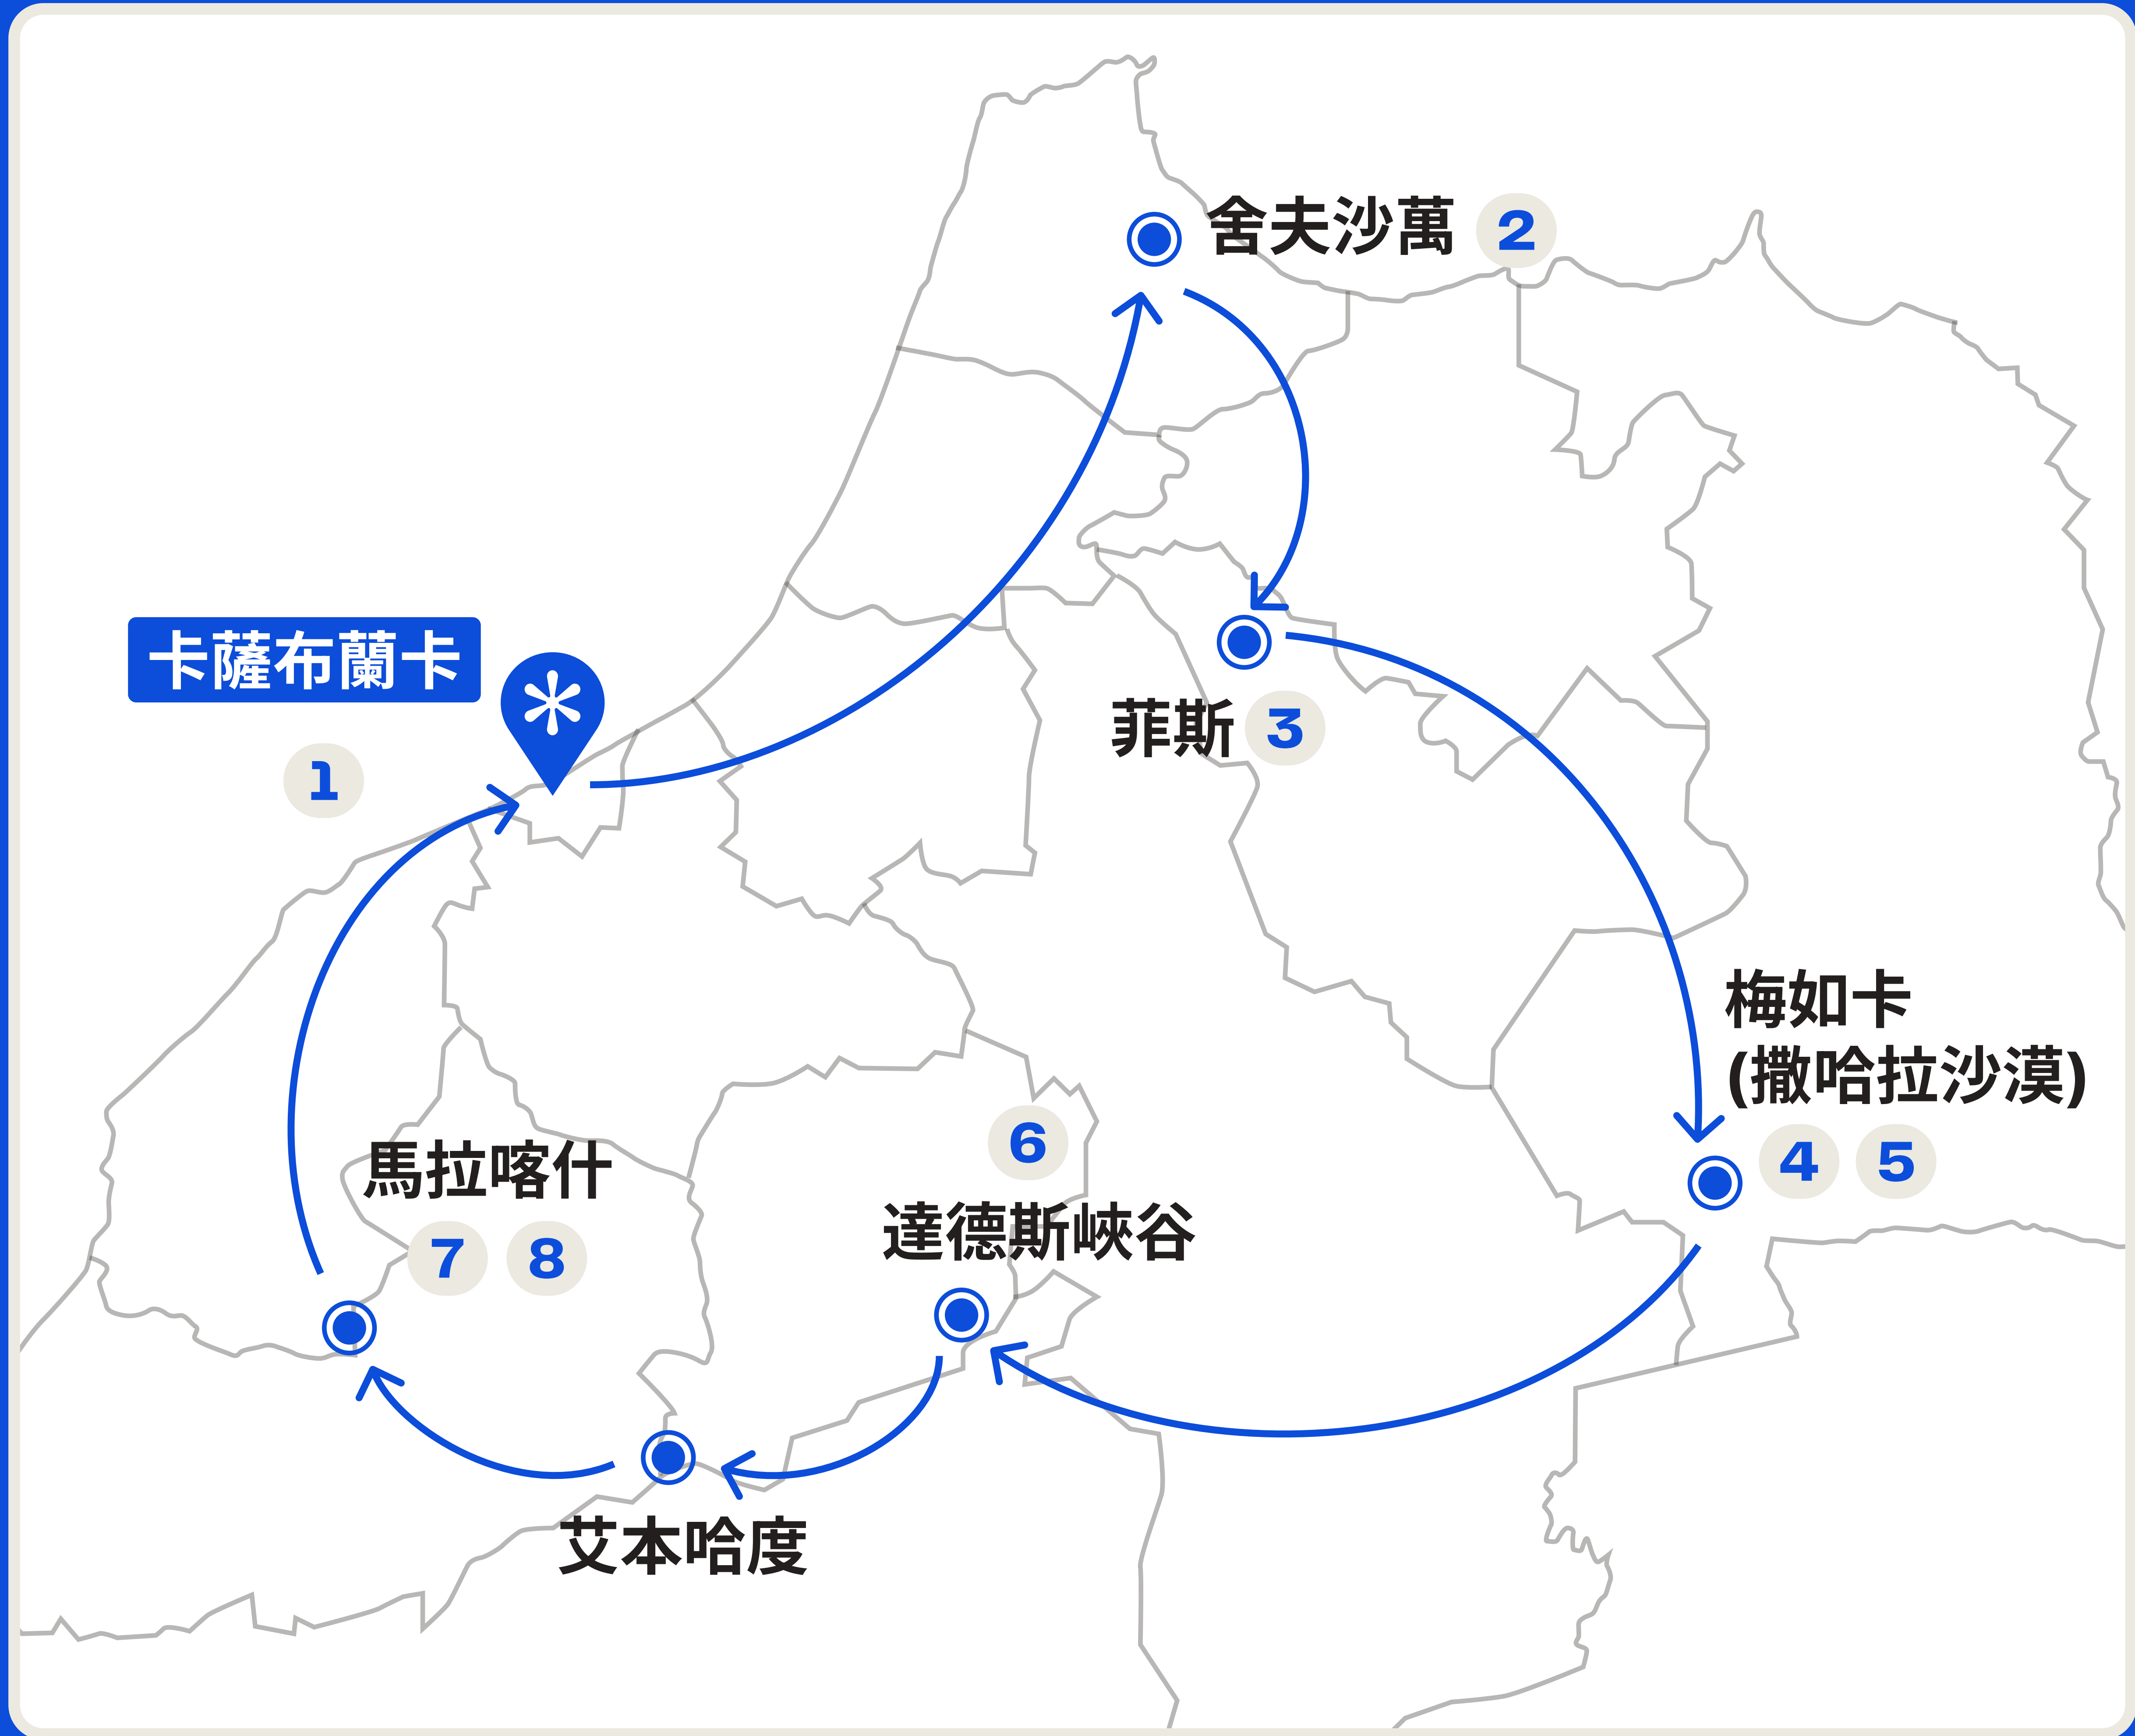 舍夫沙萬 2
卡薩布蘭卡
1
菲斯 3
梅如卡
(撒哈拉沙漠)
4 5
6
達德斯峽谷
馬拉喀什
7 8
艾本哈度